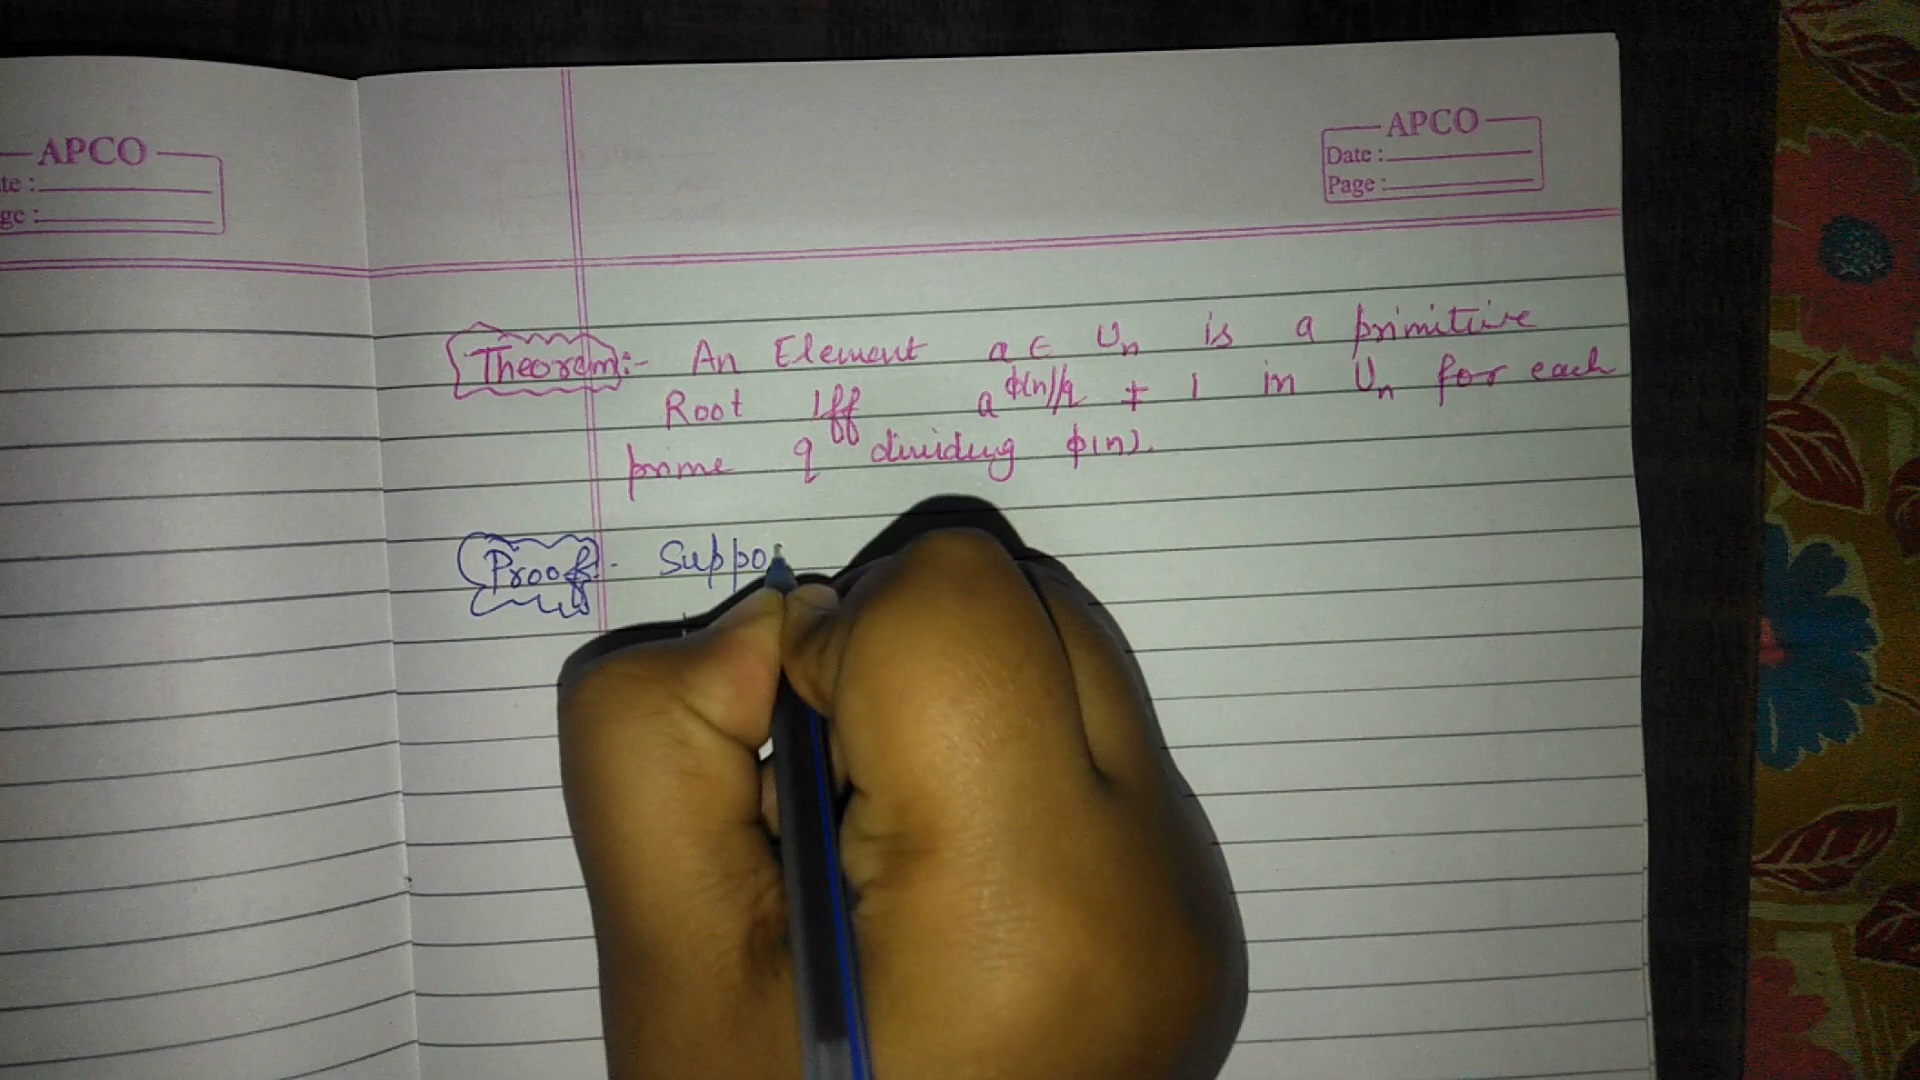 APCO
te :
ge :
APCO
Date :
Page :
Theorem:- An Element a ∈ Un is a primitive
Root iff a^ϕ(n)/q ≠ 1 in Un for each
prime q dividing ϕ(n).
Proof:- Suppo